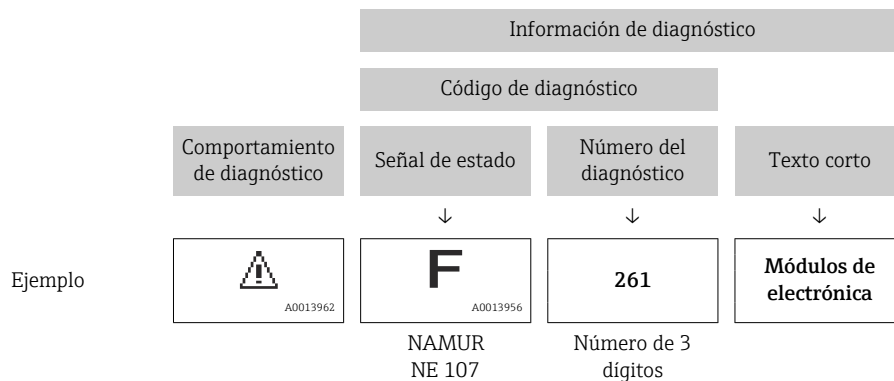 Información de diagnóstico
Código de diagnóstico
Comportamiento
de diagnóstico
Señal de estado
Número del
diagnóstico
Texto corto
↓
↓
↓
Ejemplo
A0013962
F
A0013956
261
Módulos de
electrónica
NAMUR
NE 107
Número de 3
dígitos